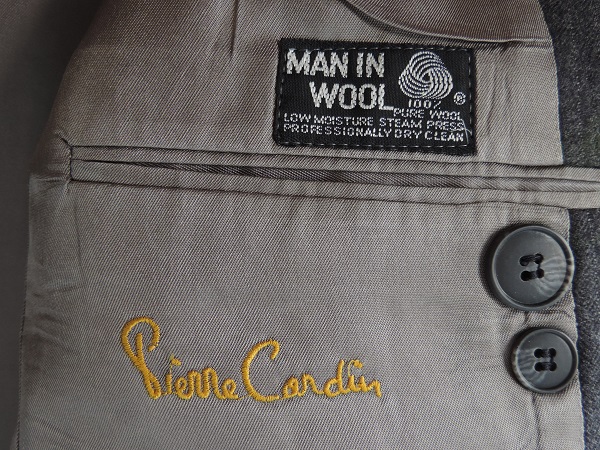 MAN IN
WOOL
100%
PURE WOOL
®
LOW MOISTURE STEAM PRESS
PROFESSIONALLY DRY CLEAN
Pierre Cardin